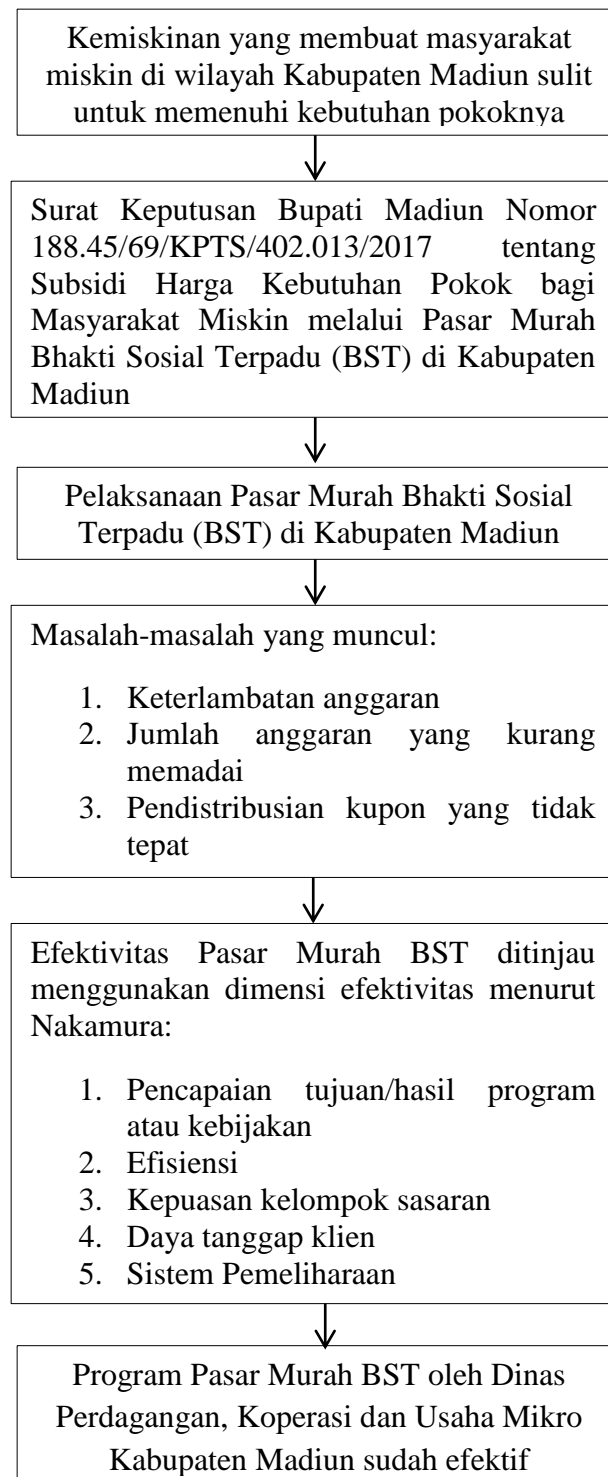 Kemiskinan yang membuat masyarakat
miskin di wilayah Kabupaten Madiun sulit
untuk memenuhi kebutuhan pokoknya
Surat Keputusan Bupati Madiun Nomor
188.45/69/KPTS/402.013/2017 tentang
Subsidi Harga Kebutuhan Pokok bagi
Masyarakat Miskin melalui Pasar Murah
Bhakti Sosial Terpadu (BST) di Kabupaten
Madiun
Pelaksanaan Pasar Murah Bhakti Sosial
Terpadu (BST) di Kabupaten Madiun
Masalah-masalah yang muncul:
1. Keterlambatan anggaran
2. Jumlah anggaran yang kurang
memadai
3. Pendistribusian kupon yang tidak
tepat
Efektivitas Pasar Murah BST ditinjau
menggunakan dimensi efektivitas menurut
Nakamura:
1. Pencapaian tujuan/hasil program
atau kebijakan
2. Efisiensi
3. Kepuasan kelompok sasaran
4. Daya tanggap klien
5. Sistem Pemeliharaan
Program Pasar Murah BST oleh Dinas
Perdagangan, Koperasi dan Usaha Mikro
Kabupaten Madiun sudah efektif